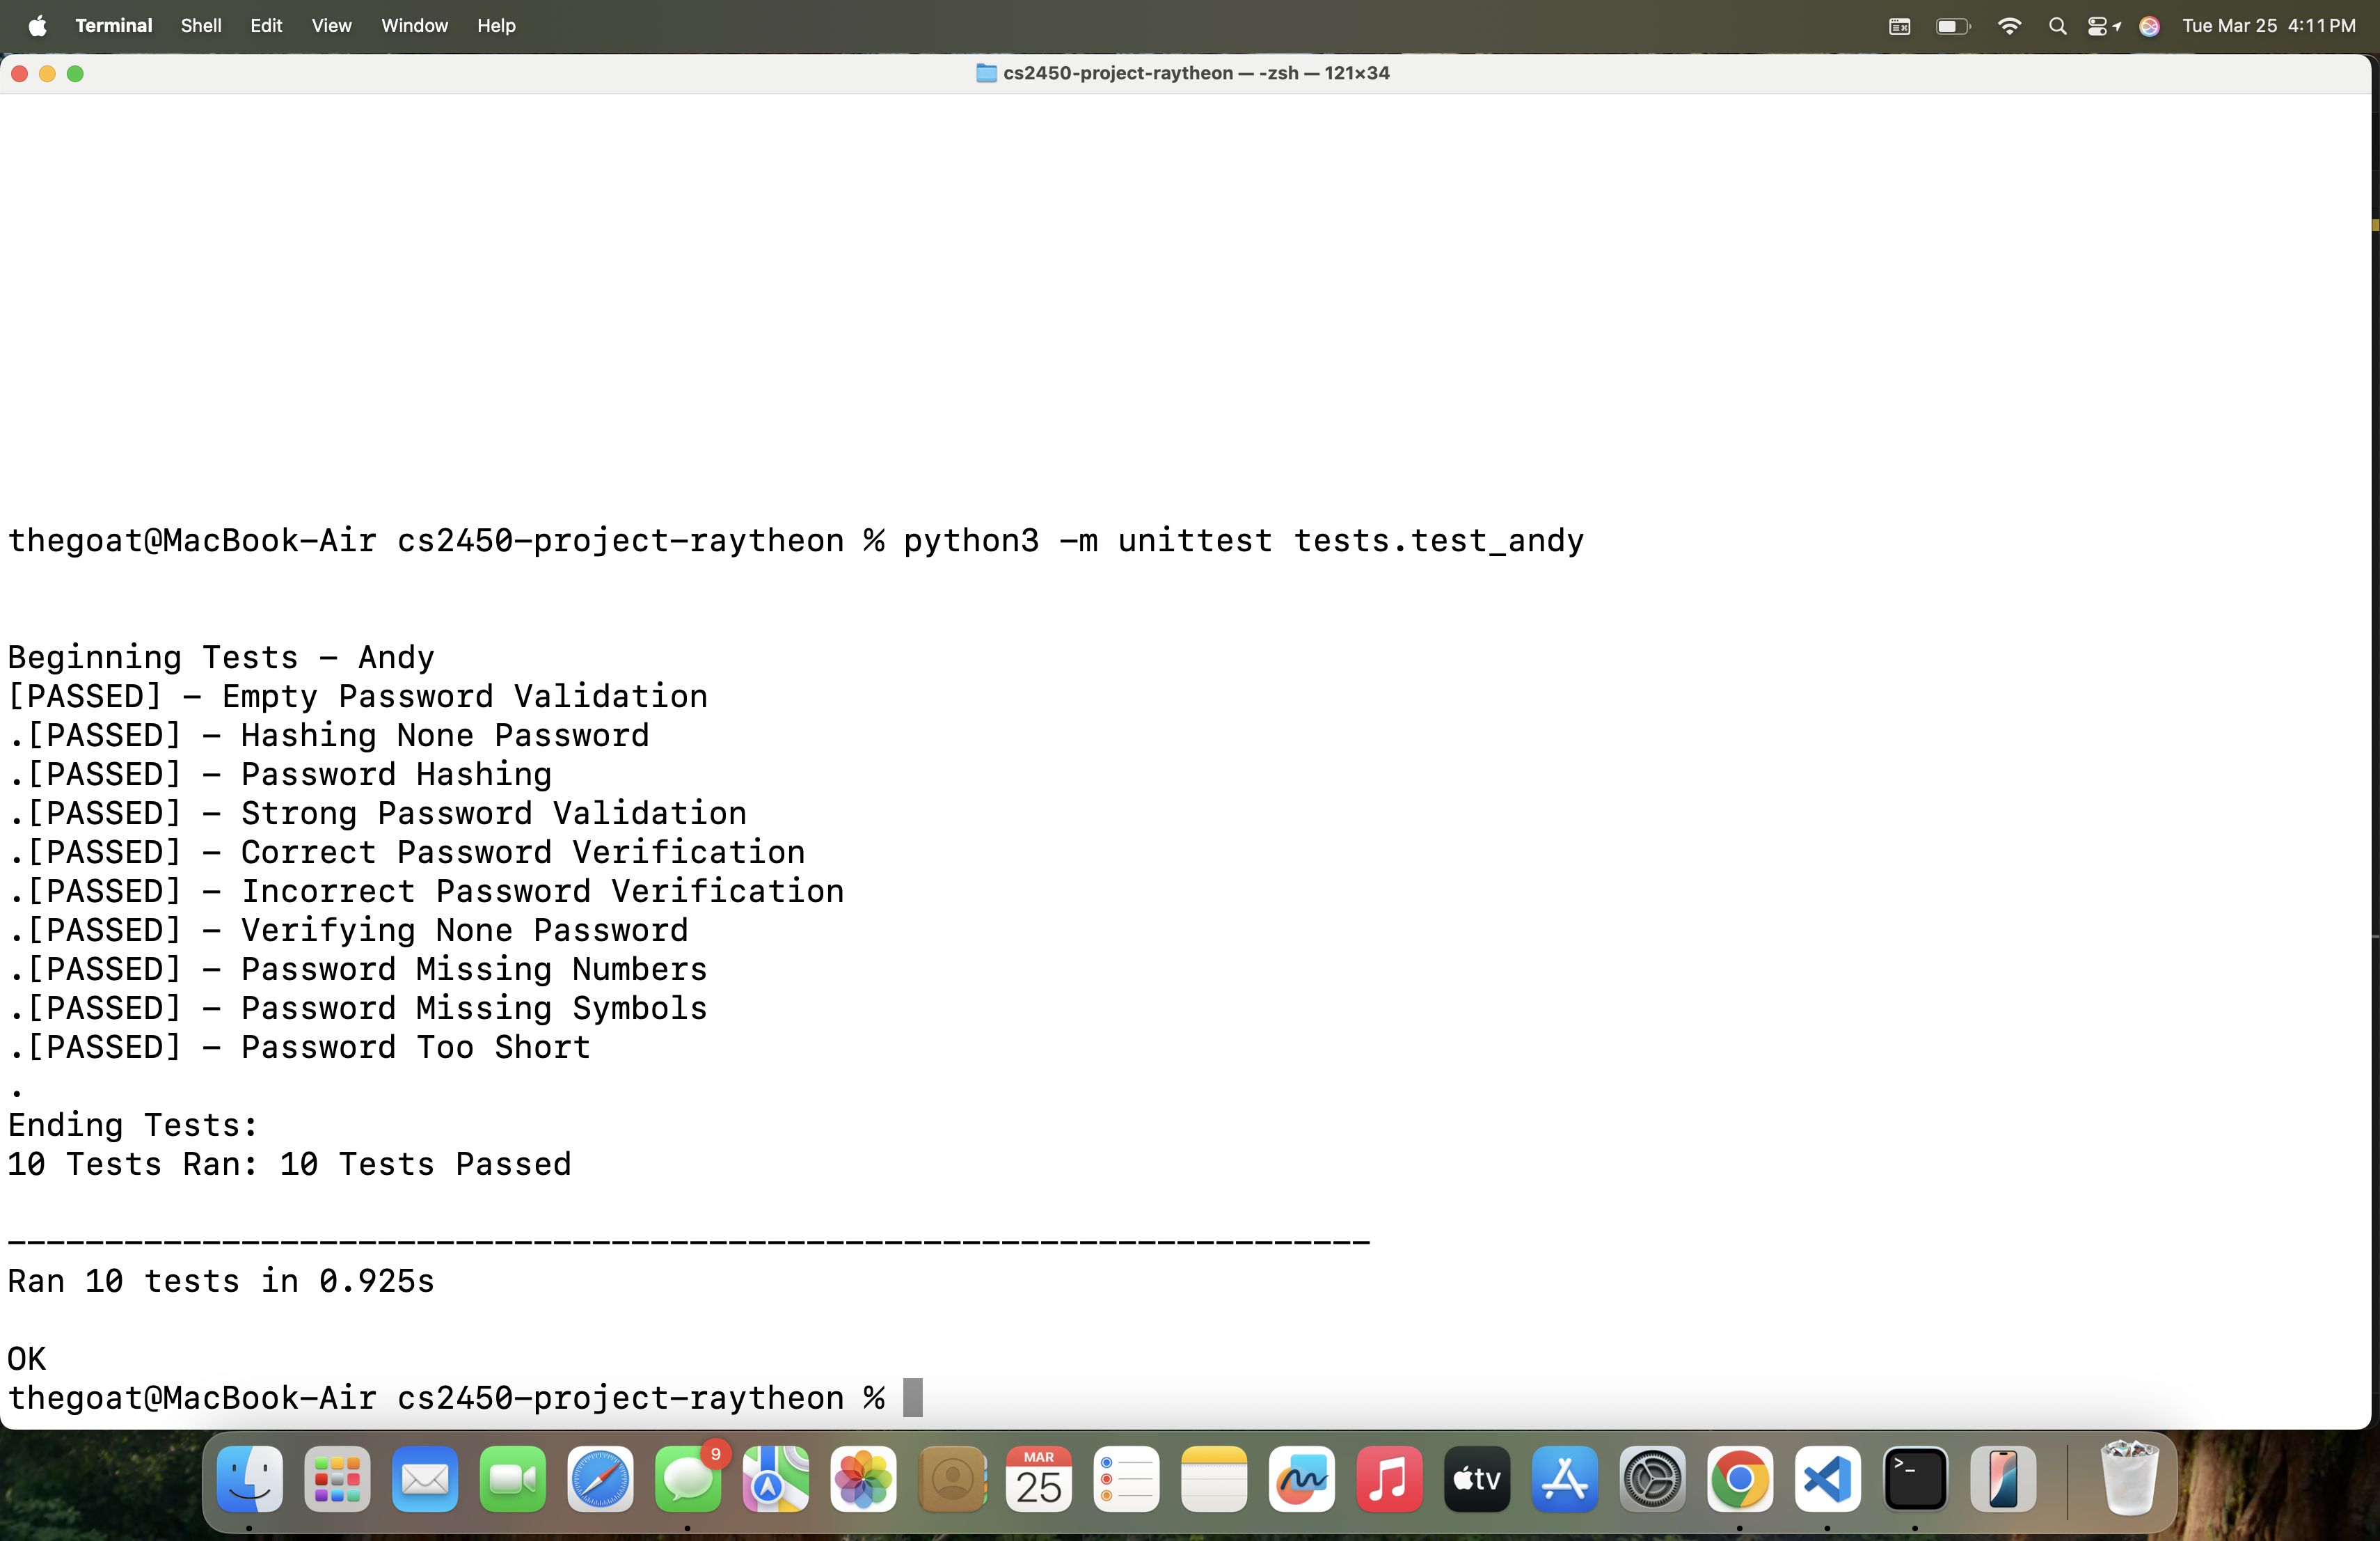 Terminal Shell Edit View Window Help Tue Mar 25 4:11 PM
cs2450-project-raytheon — -zsh — 121×34
thegoat@MacBook-Air cs2450-project-raytheon % python3 -m unittest tests.test_andy
Beginning Tests - Andy
[PASSED] - Empty Password Validation
.[PASSED] - Hashing None Password
.[PASSED] - Password Hashing
.[PASSED] - Strong Password Validation
.[PASSED] - Correct Password Verification
.[PASSED] - Incorrect Password Verification
.[PASSED] - Verifying None Password
.[PASSED] - Password Missing Numbers
.[PASSED] - Password Missing Symbols
.[PASSED] - Password Too Short
.
Ending Tests:
10 Tests Ran: 10 Tests Passed
----------------------------------------------------------------------
Ran 10 tests in 0.925s
OK
thegoat@MacBook-Air cs2450-project-raytheon %
9
MAR
25
tv
>_